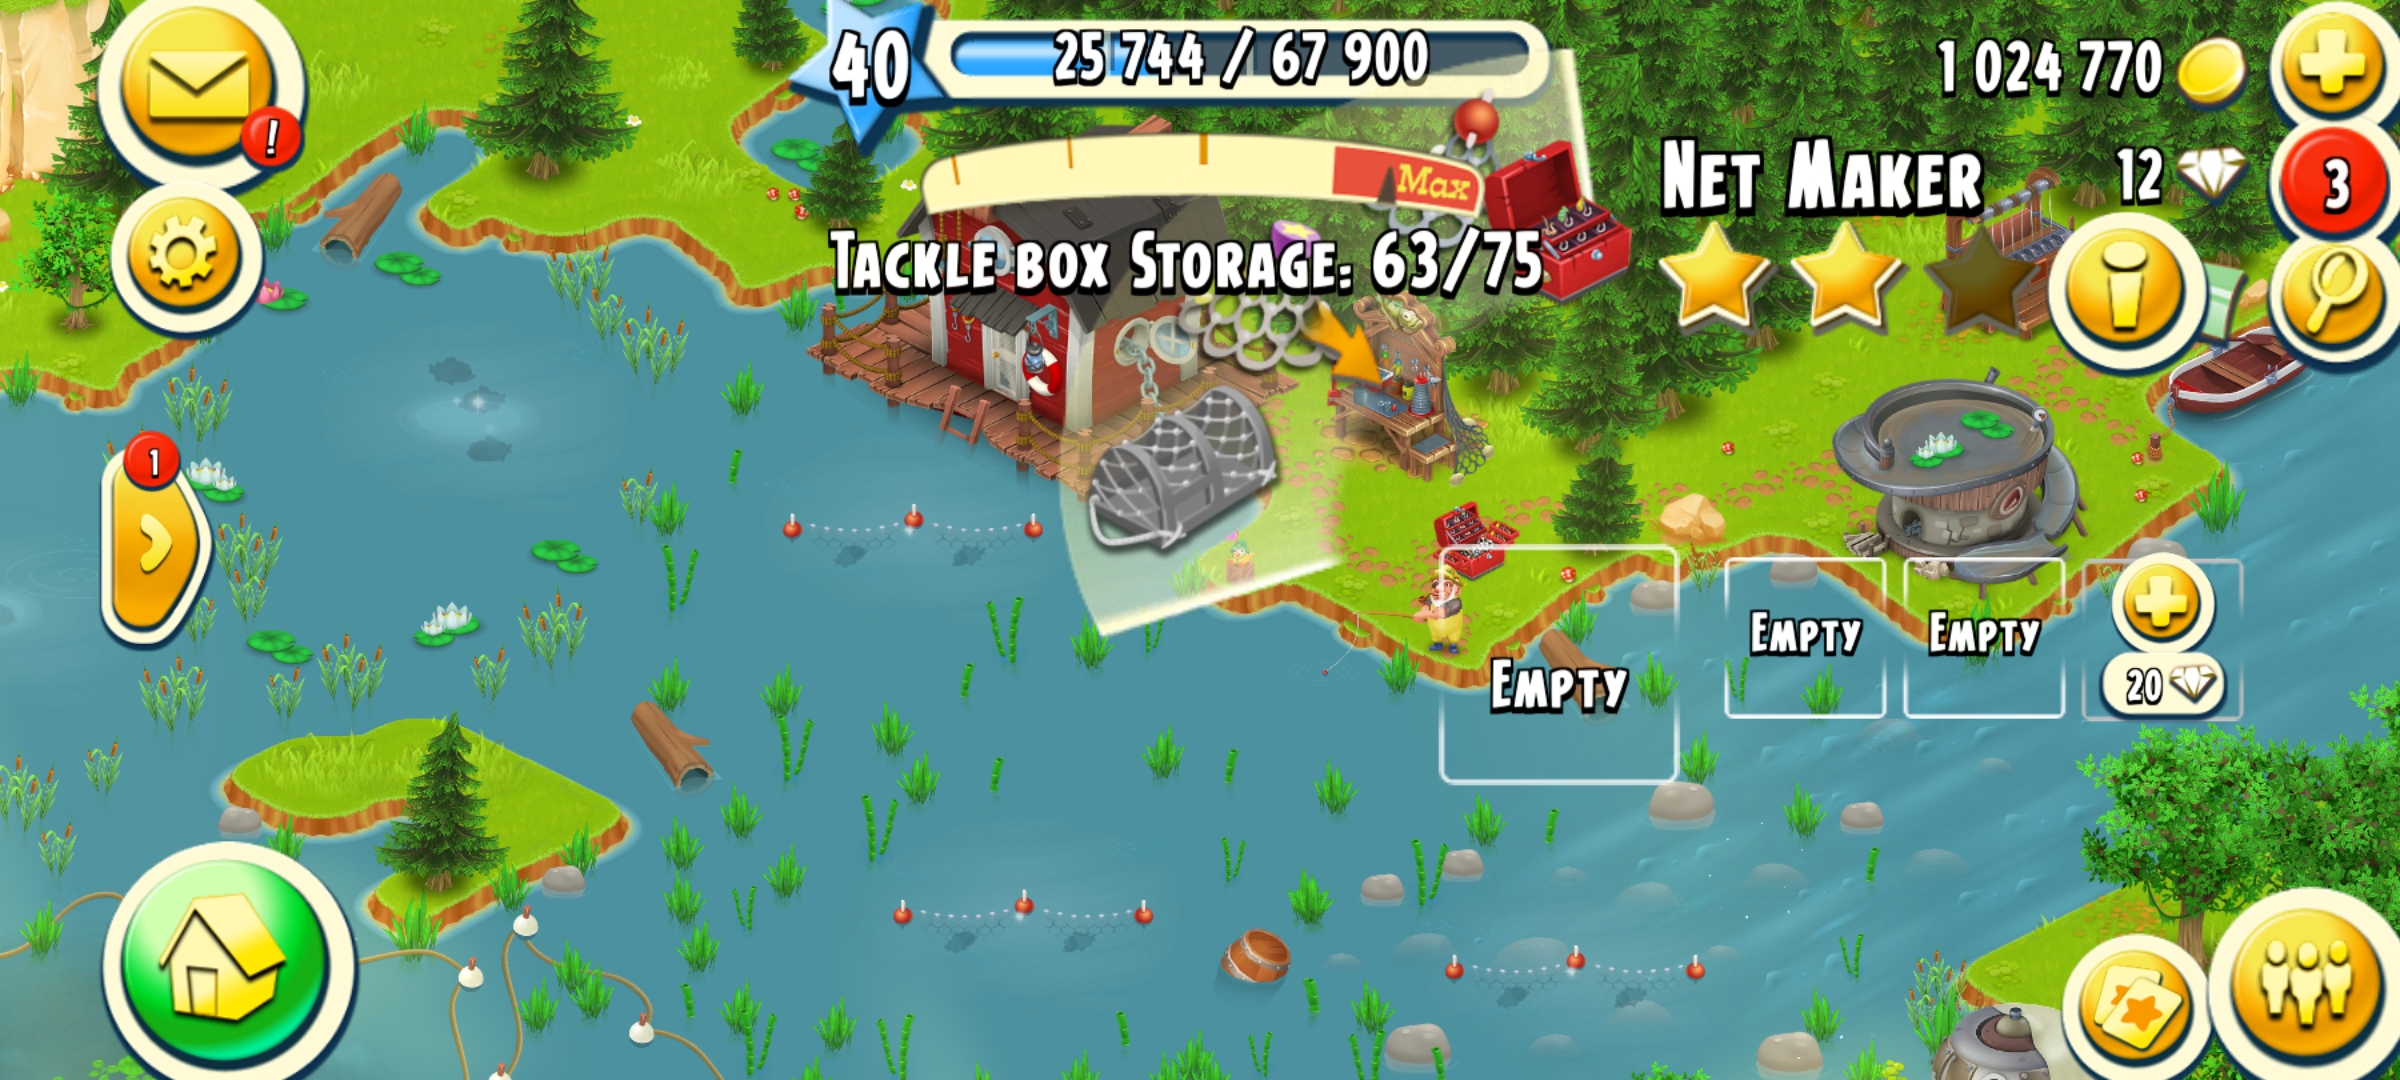 40
25 744 / 67 900
1 024 770
!
Max
NET MAKER
12
3
TACKLE BOX STORAGE: 63/75
1
EMPTY
EMPTY
EMPTY
20